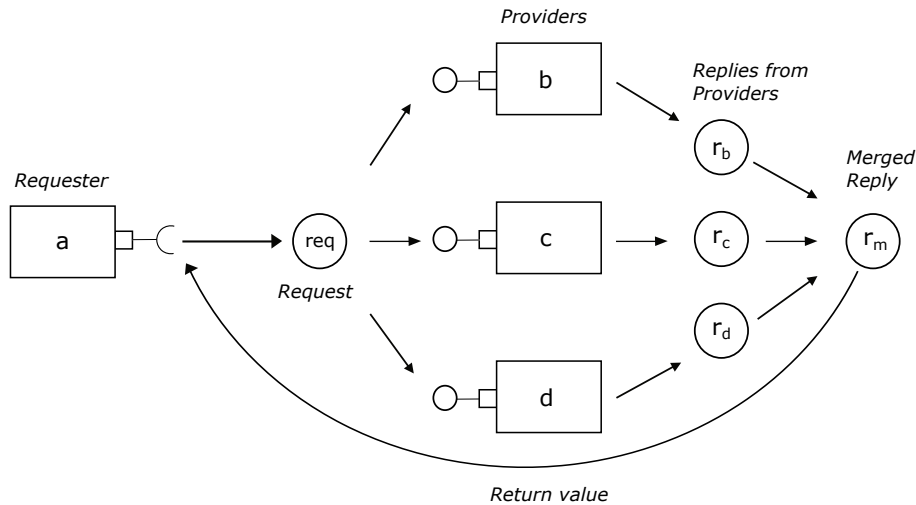 Providers
b
Replies from
Providers
r_b
Merged
Reply
Requester
a
req
Request
c
r_c
r_m
r_d
d
Return value